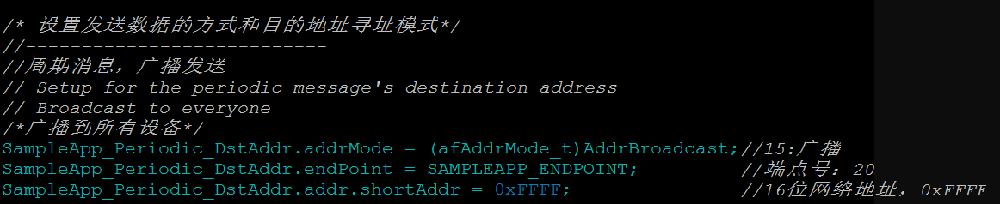 /* 设置发送数据的方式和目的地址寻址模式*/
//---------------------------
//周期消息，广播发送
// Setup for the periodic message's destination address
// Broadcast to everyone
/*广播到所有设备*/
SampleApp_Periodic_DstAddr.addrMode = (afAddrMode_t)AddrBroadcast;//15:广播
SampleApp_Periodic_DstAddr.endPoint = SAMPLEAPP_ENDPOINT;         //端点号：20
SampleApp_Periodic_DstAddr.addr.shortAddr = 0xFFFF;               //16位网络地址，0xFFFF